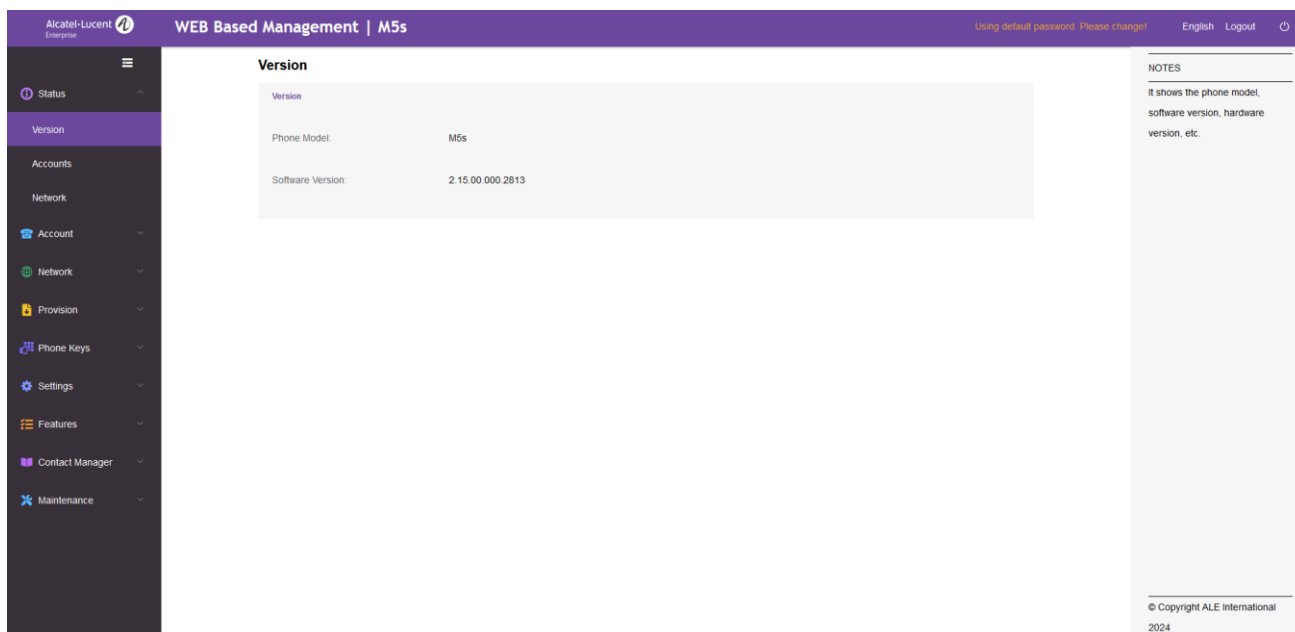 Alcatel-Lucent
Enterprise
WEB Based Management | M5s
Using default password. Please change!
English Logout
Status
Version
Accounts
Network
Account
Network
Provision
Phone Keys
Settings
Features
Contact Manager
Maintenance
Version
Version
Phone Model: M5s
Software Version: 2.15.00.000.2813
NOTES
It shows the phone model,
software version, hardware
version, etc.
© Copyright ALE International
2024